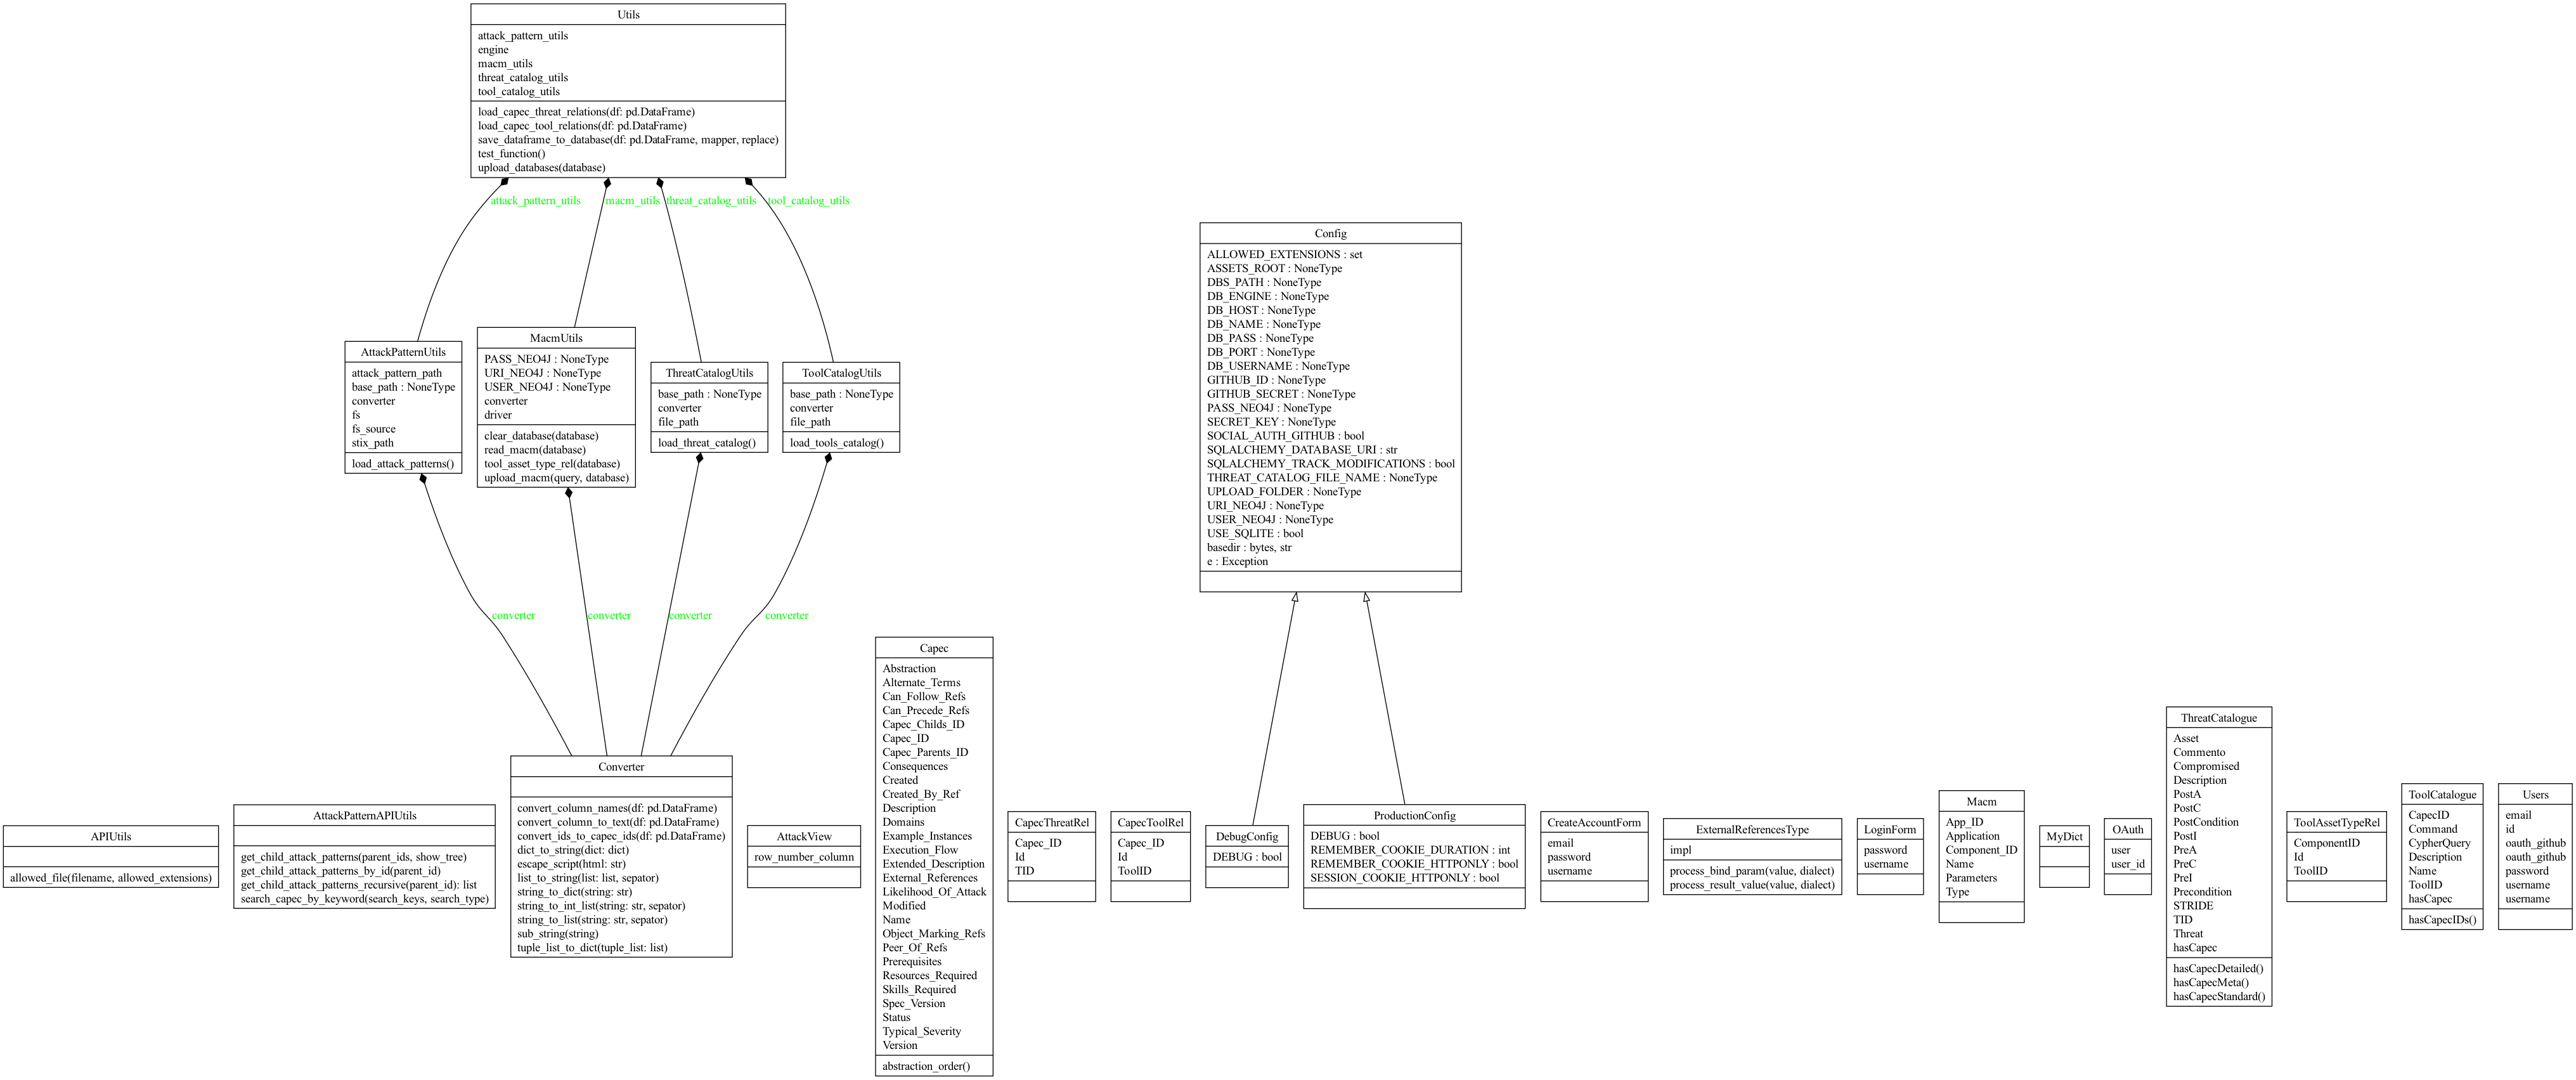 Utils
attack_pattern_utils
engine
macm_utils
threat_catalog_utils
tool_catalog_utils
load_capec_threat_relations(df: pd.DataFrame)
load_capec_tool_relations(df: pd.DataFrame)
save_dataframe_to_database(df: pd.DataFrame, mapper, replace)
test_function()
upload_databases(database)
attack_pattern_utils
macm_utils
threat_catalog_utils
tool_catalog_utils
Config
ALLOWED_EXTENSIONS : set
ASSETS_ROOT : NoneType
DBS_PATH : NoneType
DB_ENGINE : NoneType
DB_HOST : NoneType
DB_NAME : NoneType
DB_PASS : NoneType
DB_PORT : NoneType
DB_USERNAME : NoneType
GITHUB_ID : NoneType
GITHUB_SECRET : NoneType
PASS_NEO4J : NoneType
SECRET_KEY : NoneType
SOCIAL_AUTH_GITHUB : bool
SQLALCHEMY_DATABASE_URI : str
SQLALCHEMY_TRACK_MODIFICATIONS : bool
THREAT_CATALOG_FILE_NAME : NoneType
UPLOAD_FOLDER : NoneType
URI_NEO4J : NoneType
USER_NEO4J : NoneType
USE_SQLITE : bool
basedir : bytes, str
e : Exception
AttackPatternUtils
attack_pattern_path
base_path : NoneType
converter
fs
fs_source
stix_path
load_attack_patterns()
MacmUtils
PASS_NEO4J : NoneType
URI_NEO4J : NoneType
USER_NEO4J : NoneType
converter
driver
clear_database(database)
read_macm(database)
tool_asset_type_rel(database)
upload_macm(query, database)
ThreatCatalogUtils
base_path : NoneType
converter
file_path
load_threat_catalog()
ToolCatalogUtils
base_path : NoneType
converter
file_path
load_tools_catalog()
converter
converter
converter
converter
APIUtils
allowed_file(filename, allowed_extensions)
AttackPatternAPIUtils
get_child_attack_patterns(parent_ids, show_tree)
get_child_attack_patterns_by_id(parent_id)
get_child_attack_patterns_recursive(parent_id): list
search_capec_by_keyword(search_keys, search_type)
Converter
convert_column_names(df: pd.DataFrame)
convert_column_to_text(df: pd.DataFrame)
convert_ids_to_capec_ids(df: pd.DataFrame)
dict_to_string(dict: dict)
escape_script(html: str)
list_to_string(list: list, sepator)
string_to_dict(string: str)
string_to_int_list(string: str, sepator)
string_to_list(string: str, sepator)
sub_string(string)
tuple_list_to_dict(tuple_list: list)
AttackView
row_number_column
Capec
Abstraction
Alternate_Terms
Can_Follow_Refs
Can_Precede_Refs
Capec_Childs_ID
Capec_ID
Capec_Parents_ID
Consequences
Created
Created_By_Ref
Description
Domains
Example_Instances
Execution_Flow
Extended_Description
External_References
Likelihood_Of_Attack
Modified
Name
Object_Marking_Refs
Peer_Of_Refs
Prerequisites
Resources_Required
Skills_Required
Spec_Version
Status
Typical_Severity
Version
abstraction_order()
CapecThreatRel
Capec_ID
Id
TID
CapecToolRel
Capec_ID
Id
ToolID
DebugConfig
DEBUG : bool
ProductionConfig
DEBUG : bool
REMEMBER_COOKIE_DURATION : int
REMEMBER_COOKIE_HTTPONLY : bool
SESSION_COOKIE_HTTPONLY : bool
CreateAccountForm
email
password
username
ExternalReferencesType
impl
process_bind_param(value, dialect)
process_result_value(value, dialect)
LoginForm
password
username
Macm
App_ID
Application
Component_ID
Name
Parameters
Type
MyDict
OAuth
user
user_id
ThreatCatalogue
Asset
Commento
Compromised
Description
PostA
PostC
PostCondition
PostI
PreA
PreC
PreI
Precondition
STRIDE
TID
Threat
hasCapec
hasCapecDetailed()
hasCapecMeta()
hasCapecStandard()
ToolAssetTypeRel
ComponentID
Id
ToolID
ToolCatalogue
CapecID
Command
CypherQuery
Description
Name
ToolID
hasCapec
hasCapecIDs()
Users
email
id
oauth_github
oauth_github
password
username
username